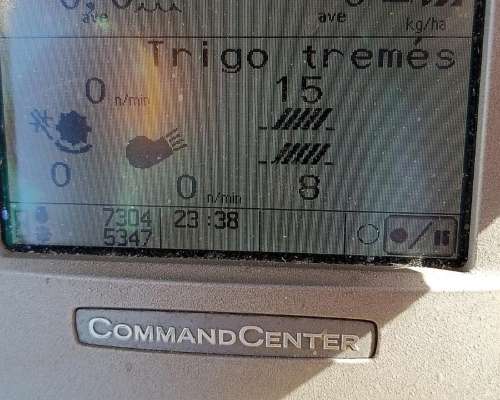 ave ave
kg/ha
Trigo tremés
0 n/min 15
0 0 n/min 8
7304 23:38
5347
COMMANDCENTER